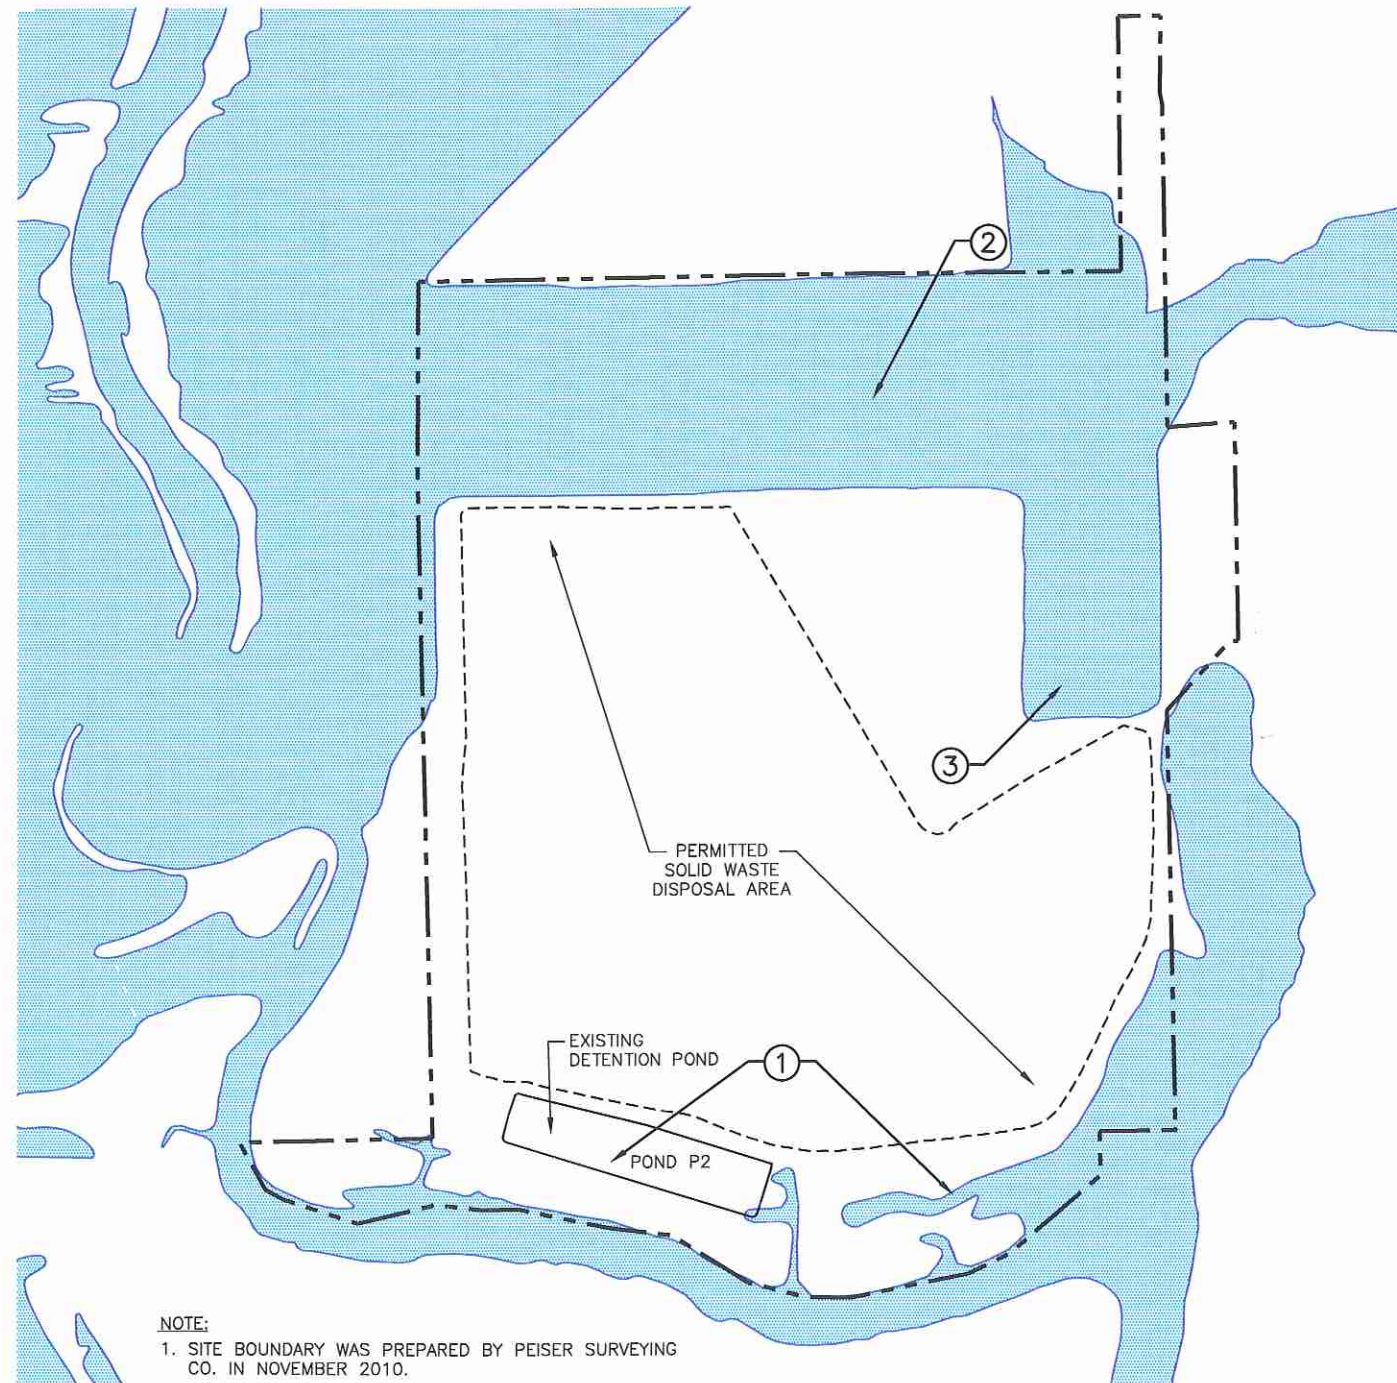 2
3
PERMITTED
SOLID WASTE
DISPOSAL AREA
EXISTING
DETENTION POND
1
POND P2
NOTE:
1. SITE BOUNDARY WAS PREPARED BY PEISER SURVEYING
CO. IN NOVEMBER 2010.